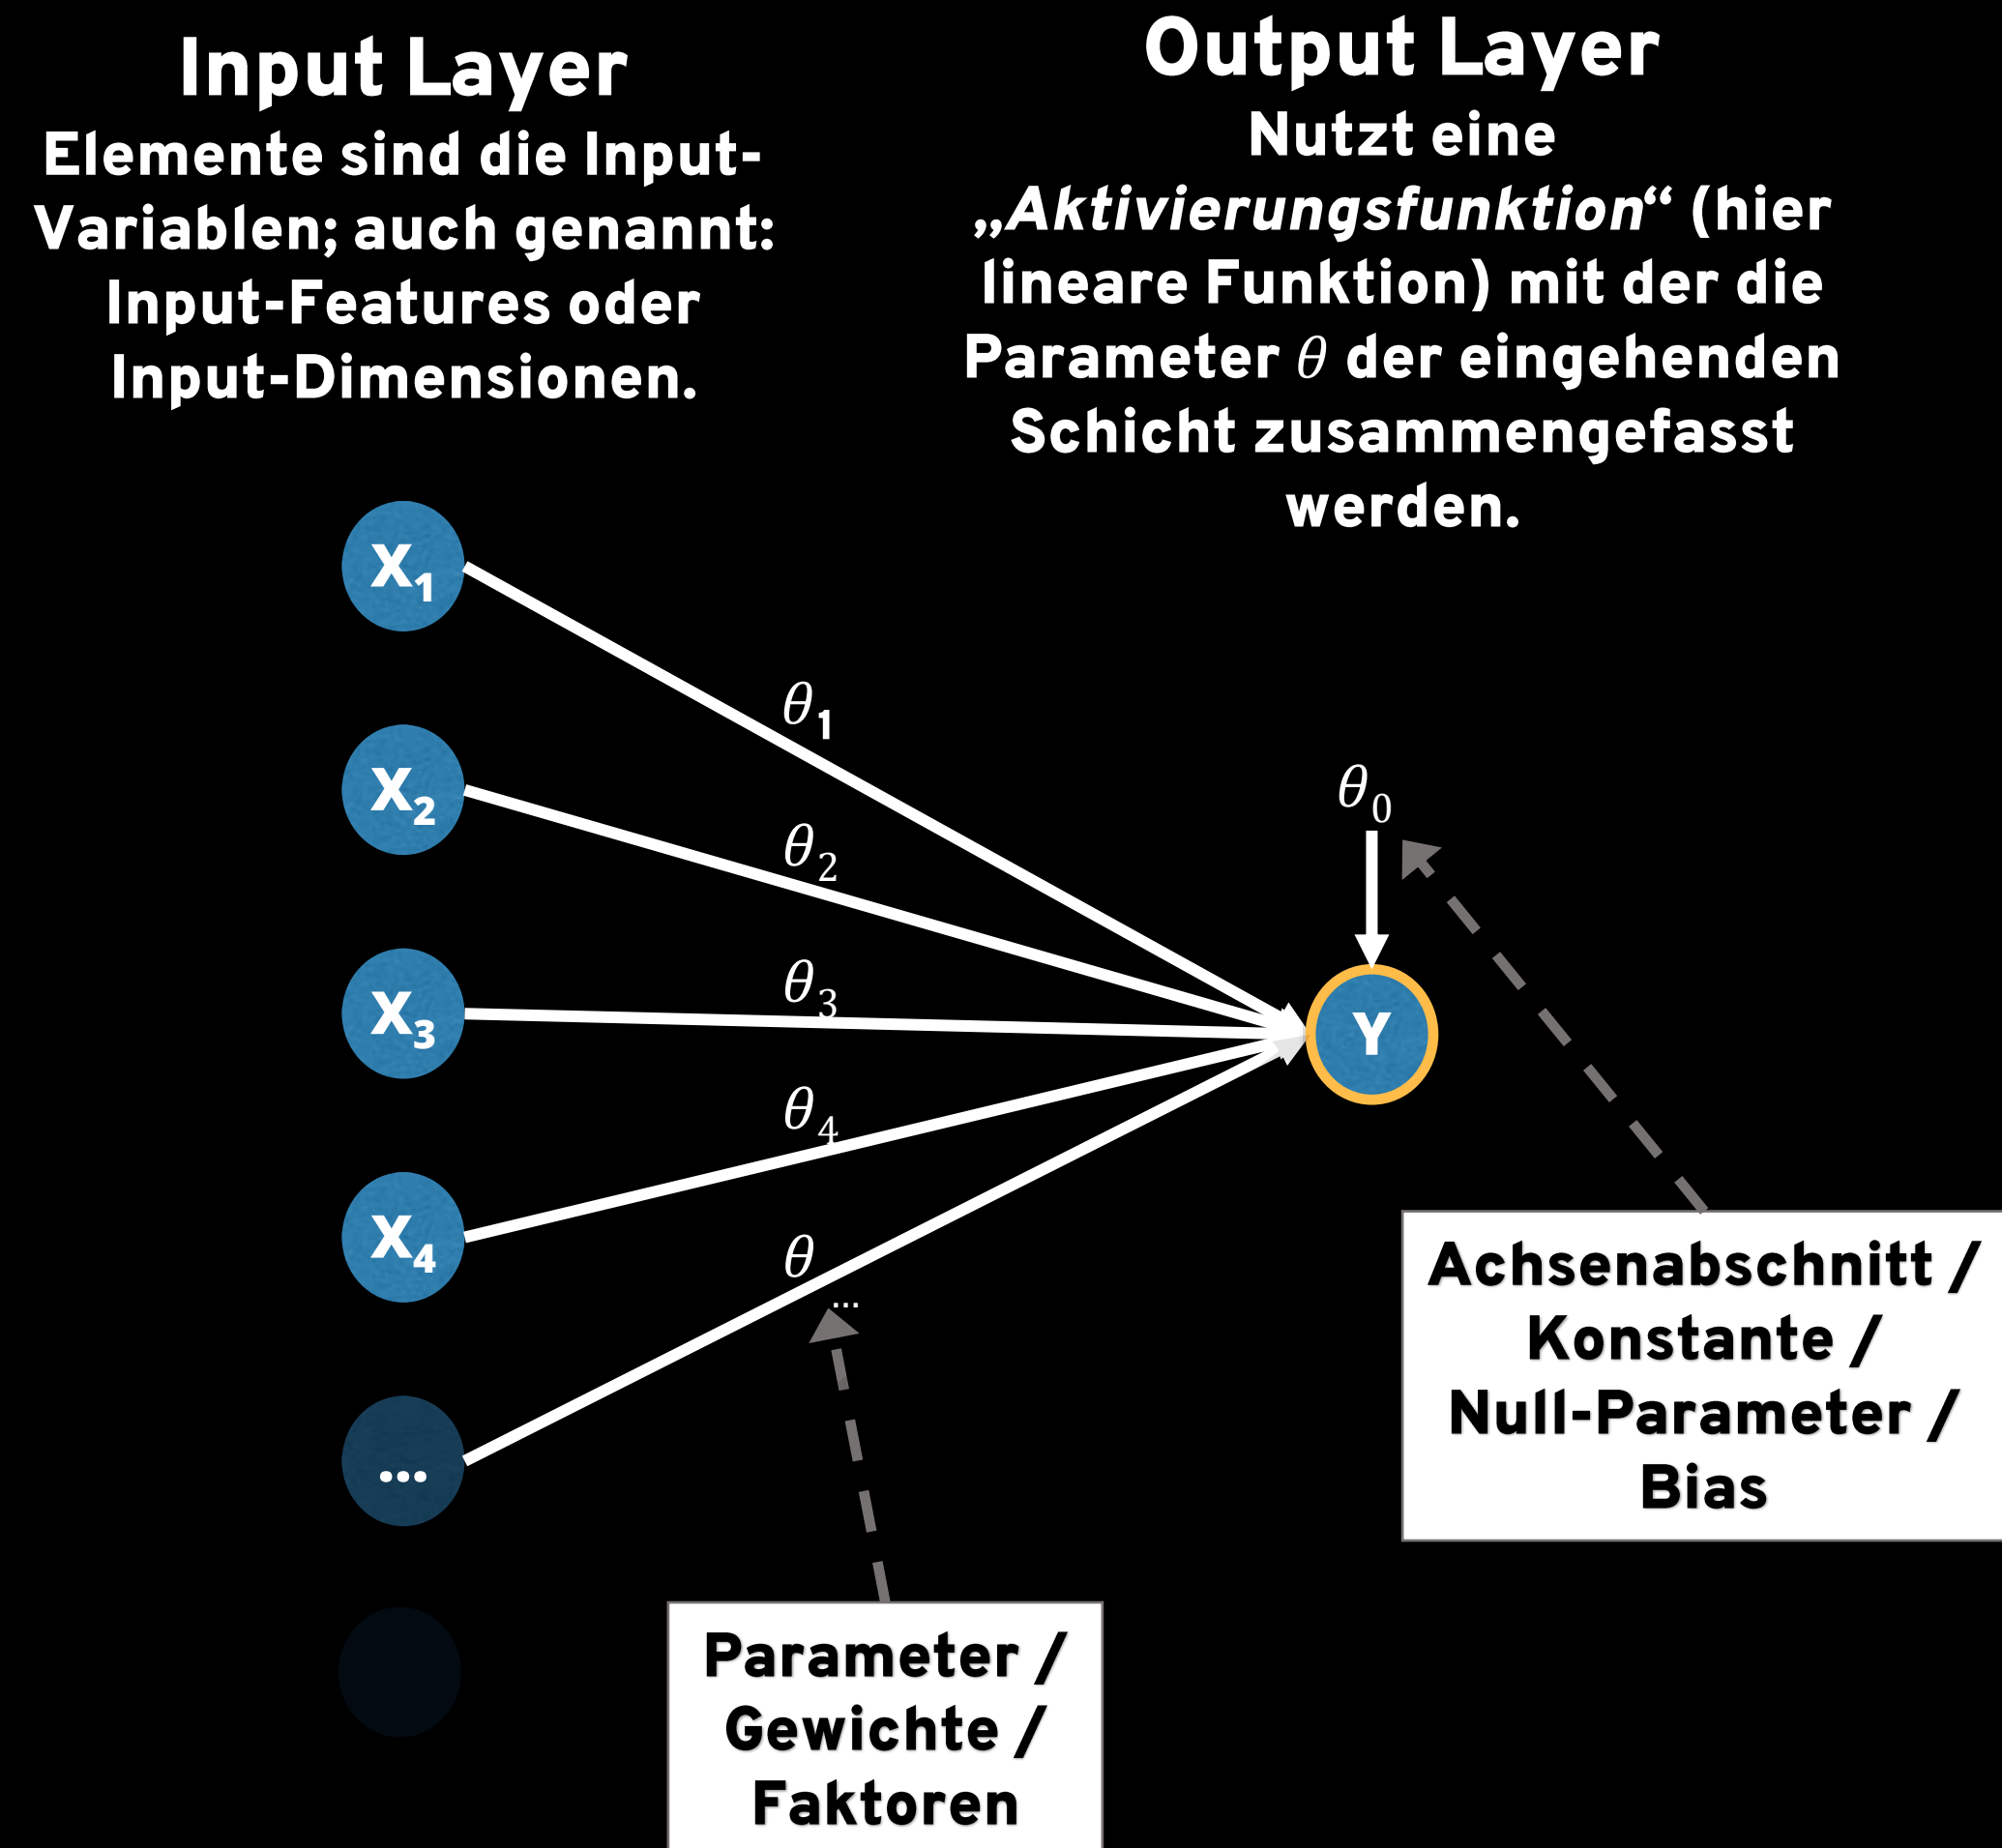 Input Layer
Elemente sind die Input-
Variablen; auch genannt:
Input-Features oder
Input-Dimensionen.
Output Layer
Nutzt eine
„Aktivierungsfunktion“ (hier
lineare Funktion) mit der die
Parameter θ der eingehenden
Schicht zusammengefasst
werden.
X₁
θ₁
X₂
θ₂
θ₀
X₃
θ₃
Y
X₄
θ₄
...
θ...
Achsenabschnitt /
Konstante /
Null-Parameter /
Bias
Parameter /
Gewichte /
Faktoren